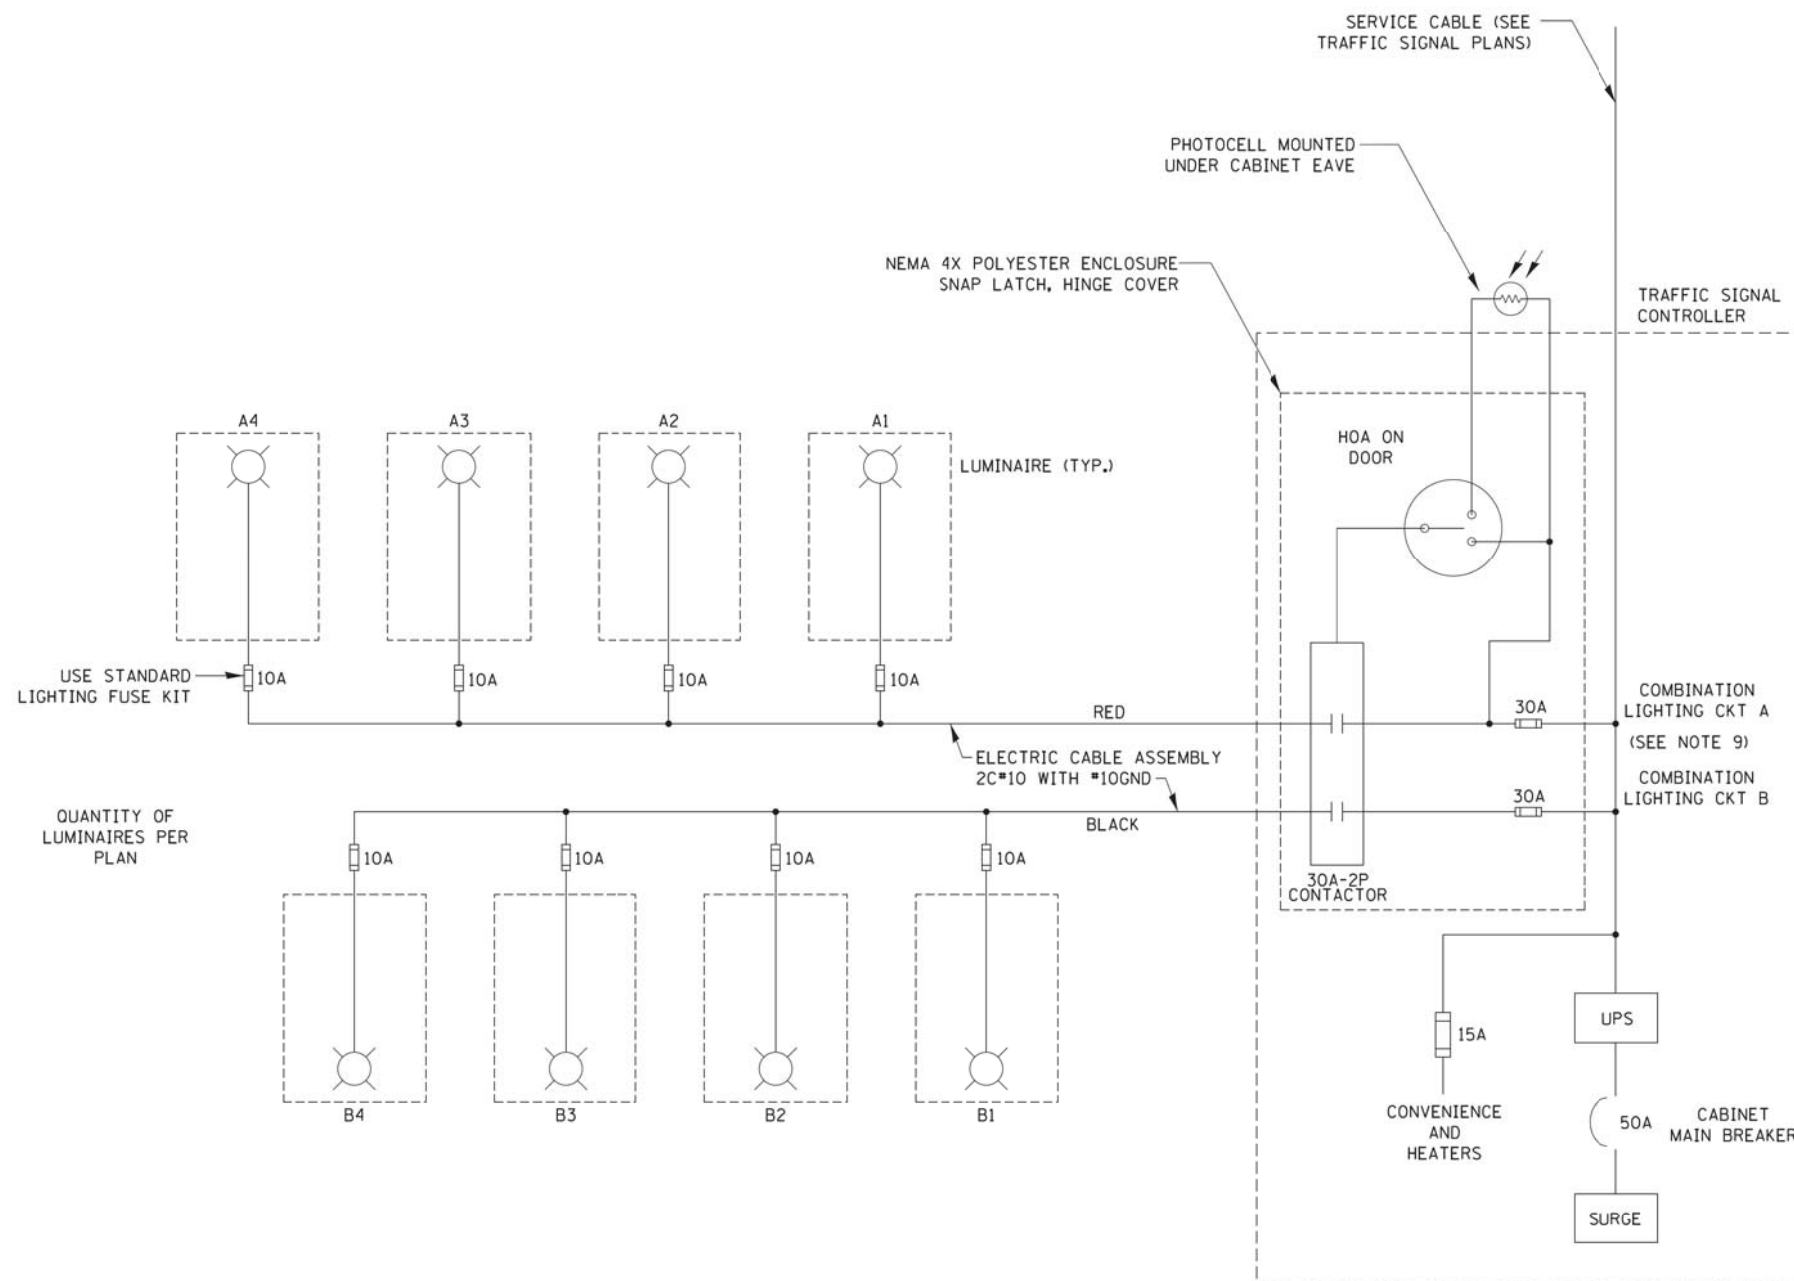 SERVICE CABLE (SEE
TRAFFIC SIGNAL PLANS)
PHOTOCELL MOUNTED
UNDER CABINET EAVE
NEMA 4X POLYESTER ENCLOSURE
SNAP LATCH, HINGE COVER
TRAFFIC SIGNAL
CONTROLLER
HOA ON
DOOR
A4
A3
A2
A1
LUMINAIRE (TYP.)
USE STANDARD
LIGHTING FUSE KIT
10A
10A
10A
10A
RED
30A
COMBINATION
LIGHTING CKT A
(SEE NOTE 9)
ELECTRIC CABLE ASSEMBLY
2C#10 WITH #10GND
COMBINATION
LIGHTING CKT B
30A
BLACK
QUANTITY OF
LUMINAIRES PER
PLAN
10A
10A
10A
10A
30A-2P
CONTACTOR
B4
B3
B2
B1
15A
UPS
CONVENIENCE
AND
HEATERS
50A
CABINET
MAIN BREAKER
SURGE